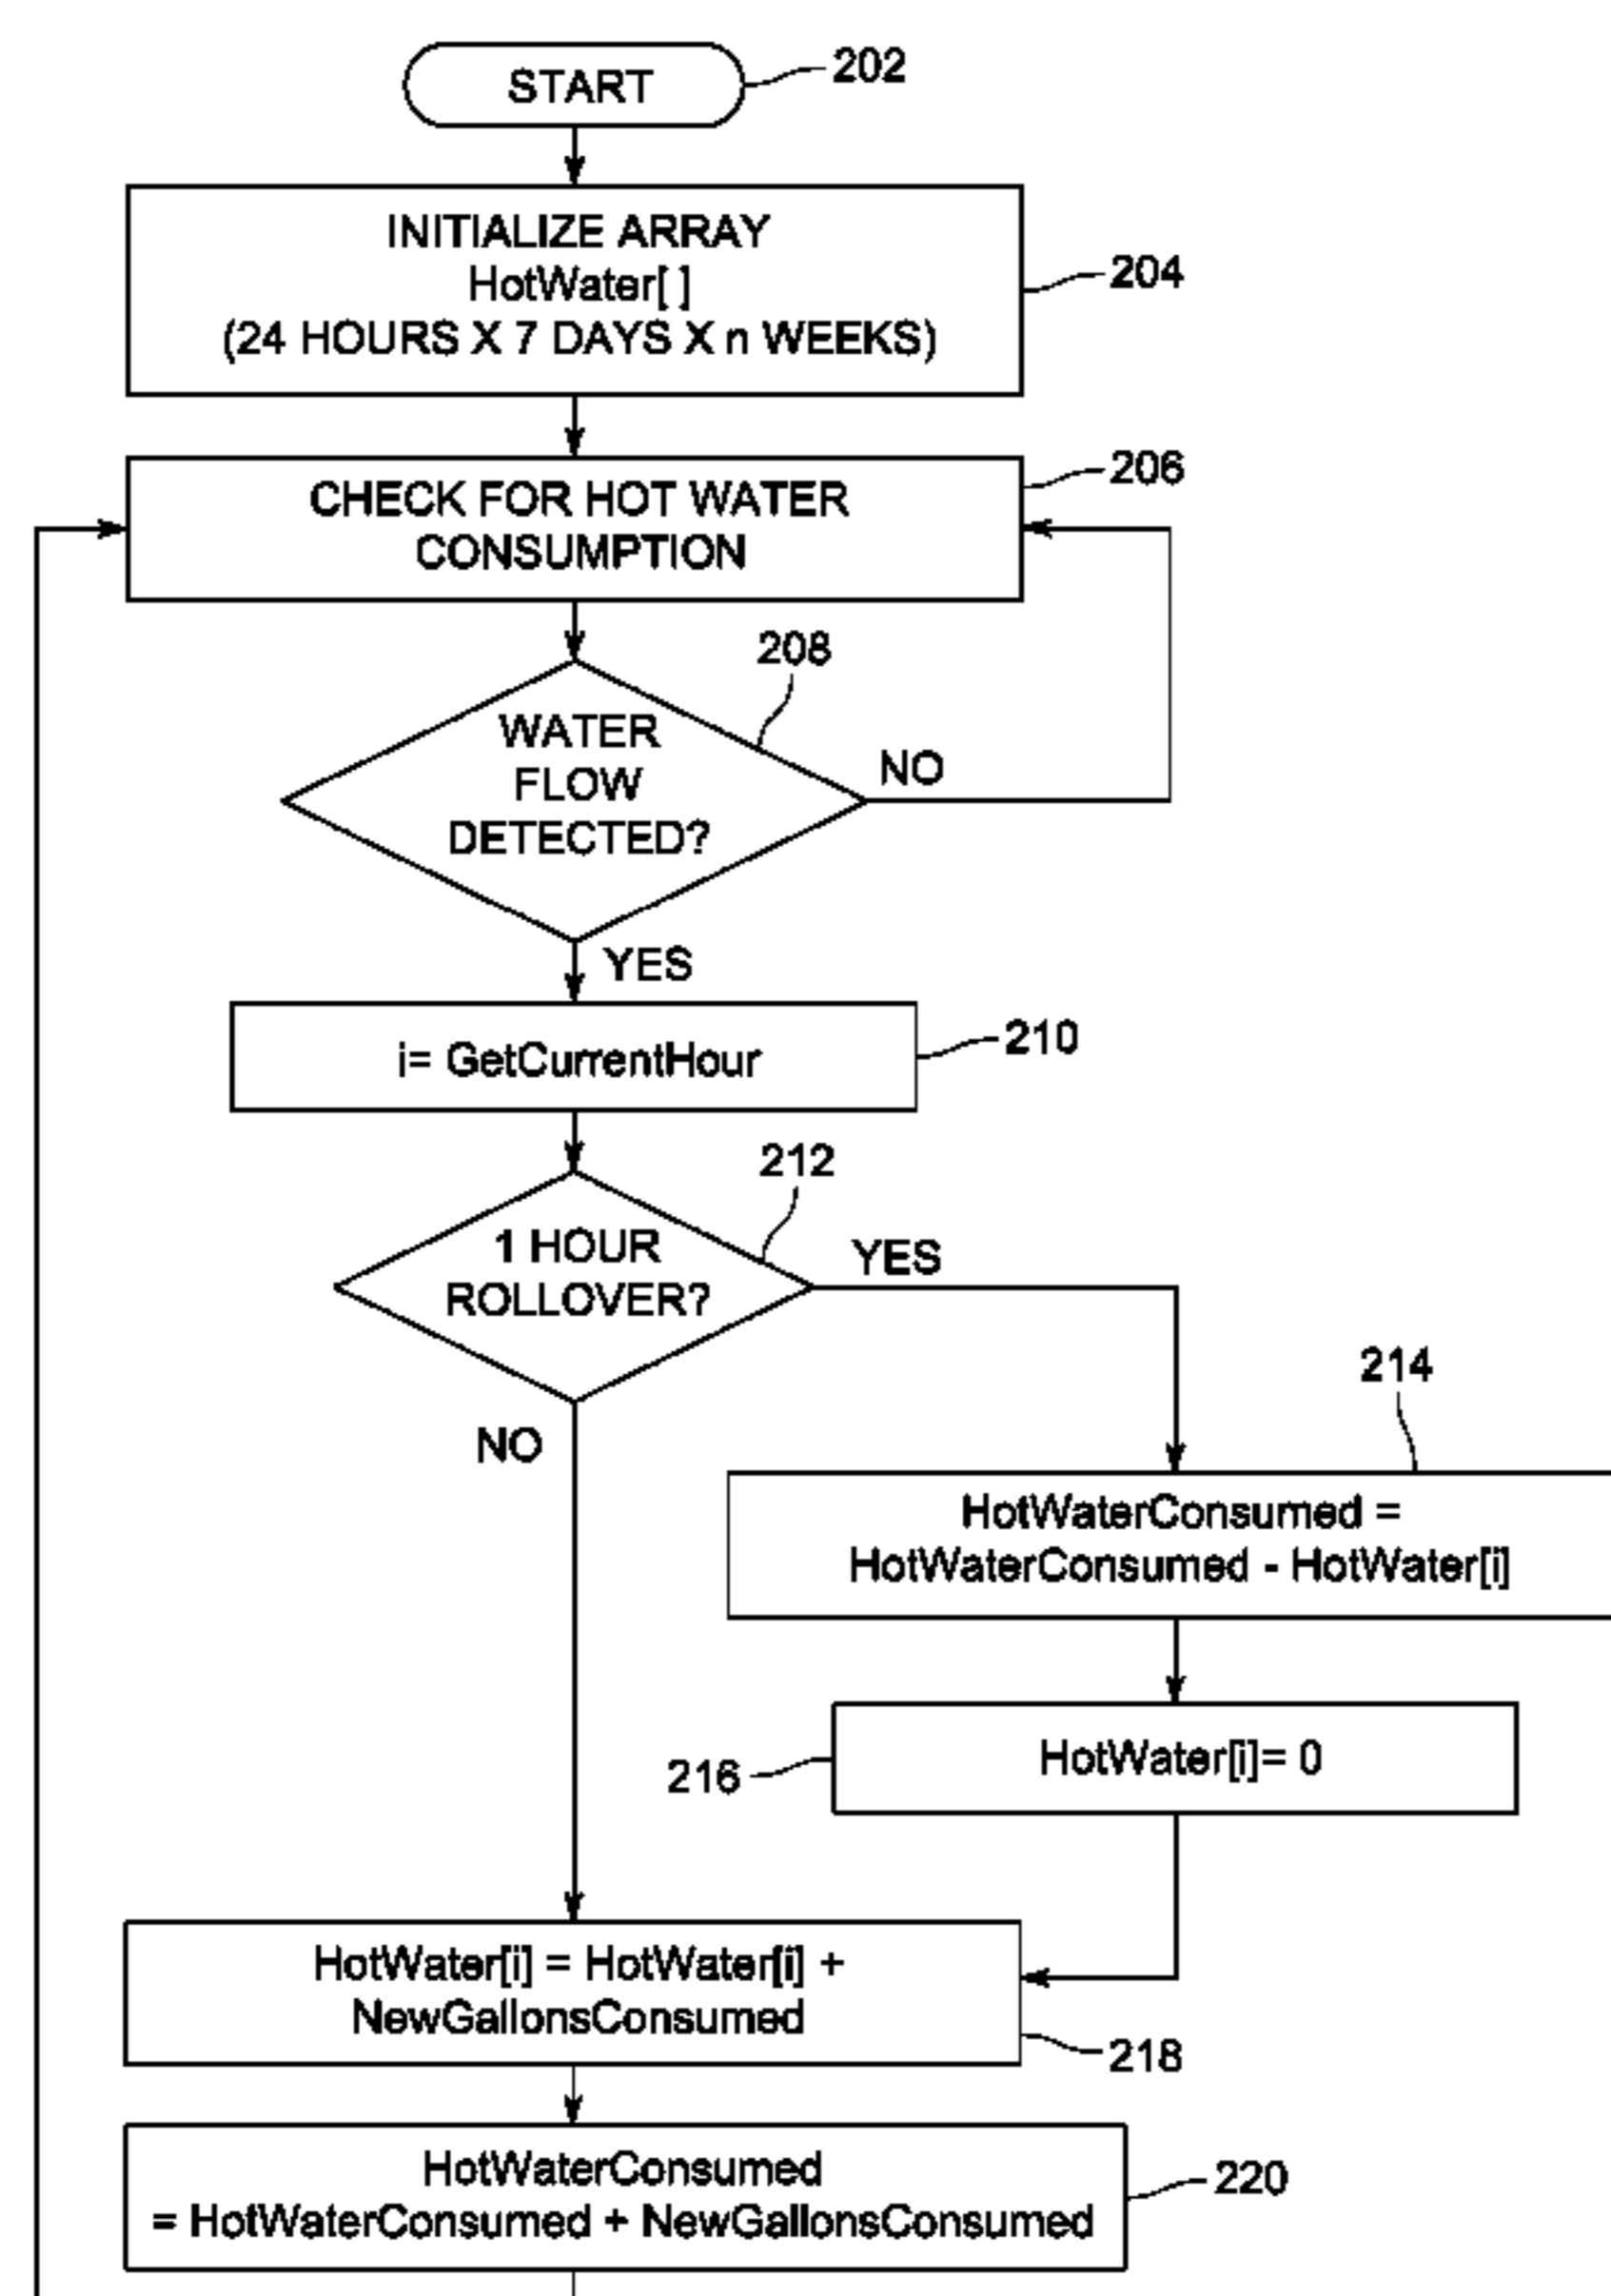 START
202
INITIALIZE ARRAY
HotWater[ ]
(24 HOURS X 7 DAYS X n WEEKS)
204
CHECK FOR HOT WATER
CONSUMPTION
206
208
WATER
FLOW
DETECTED?
NO
YES
i= GetCurrentHour
210
212
1 HOUR
ROLLOVER?
YES
NO
214
HotWaterConsumed =
HotWaterConsumed - HotWater[i]
HotWater[i]= 0
216
HotWater[i] = HotWater[i] +
NewGallonsConsumed
218
HotWaterConsumed
= HotWaterConsumed + NewGallonsConsumed
220